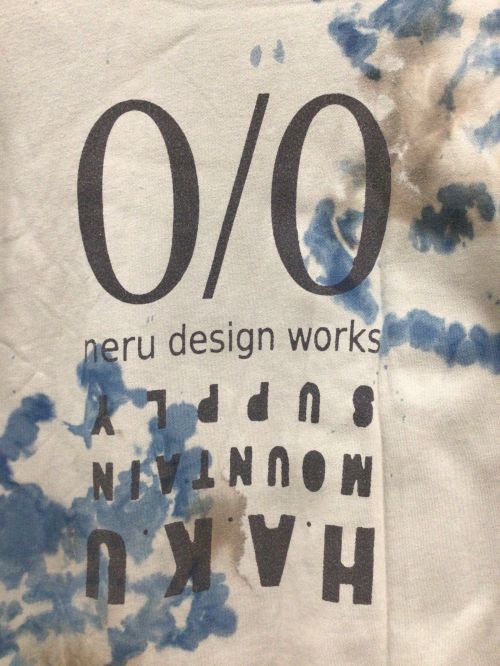 0/0
neru design works
HAKU
MOUNTAIN
SUPPLY